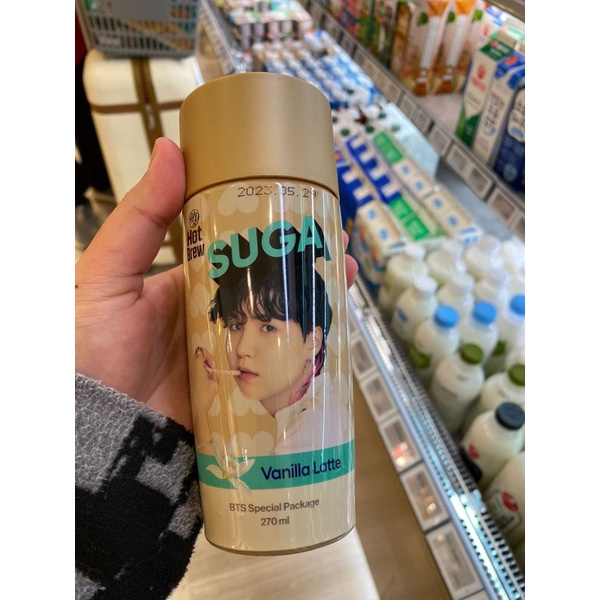 2023.05.29
Hot
Brew
SUGA
Vanilla Latte
BTS Special Package
270 ml